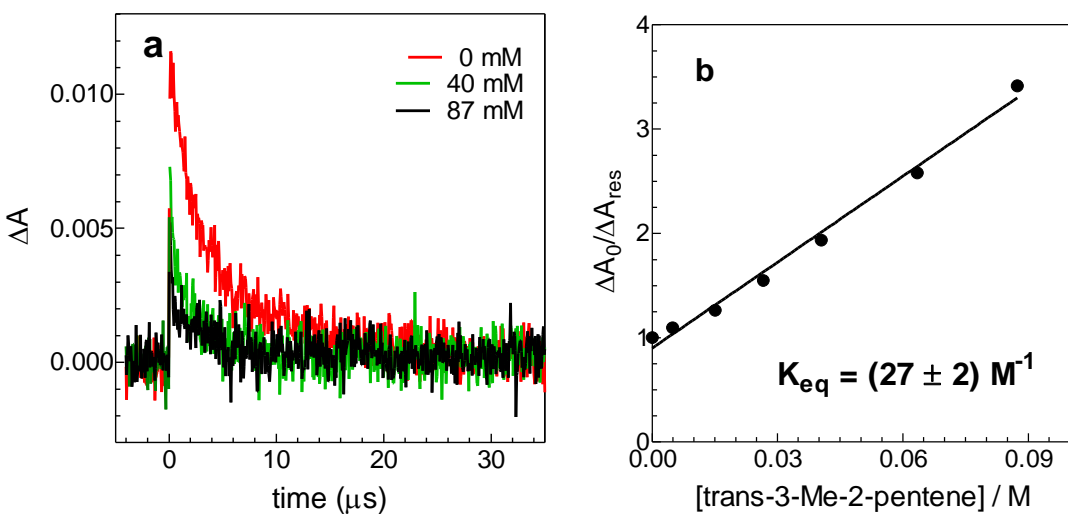 a
0 mM
40 mM
87 mM
0.010
0.005
0.000
ΔA
0
10
20
30
time (μs)
b
4
3
2
1
0
ΔA₀/ΔAres
K_eq = (27 ± 2) M⁻¹
0.00
0.03
0.06
0.09
[trans-3-Me-2-pentene] / M